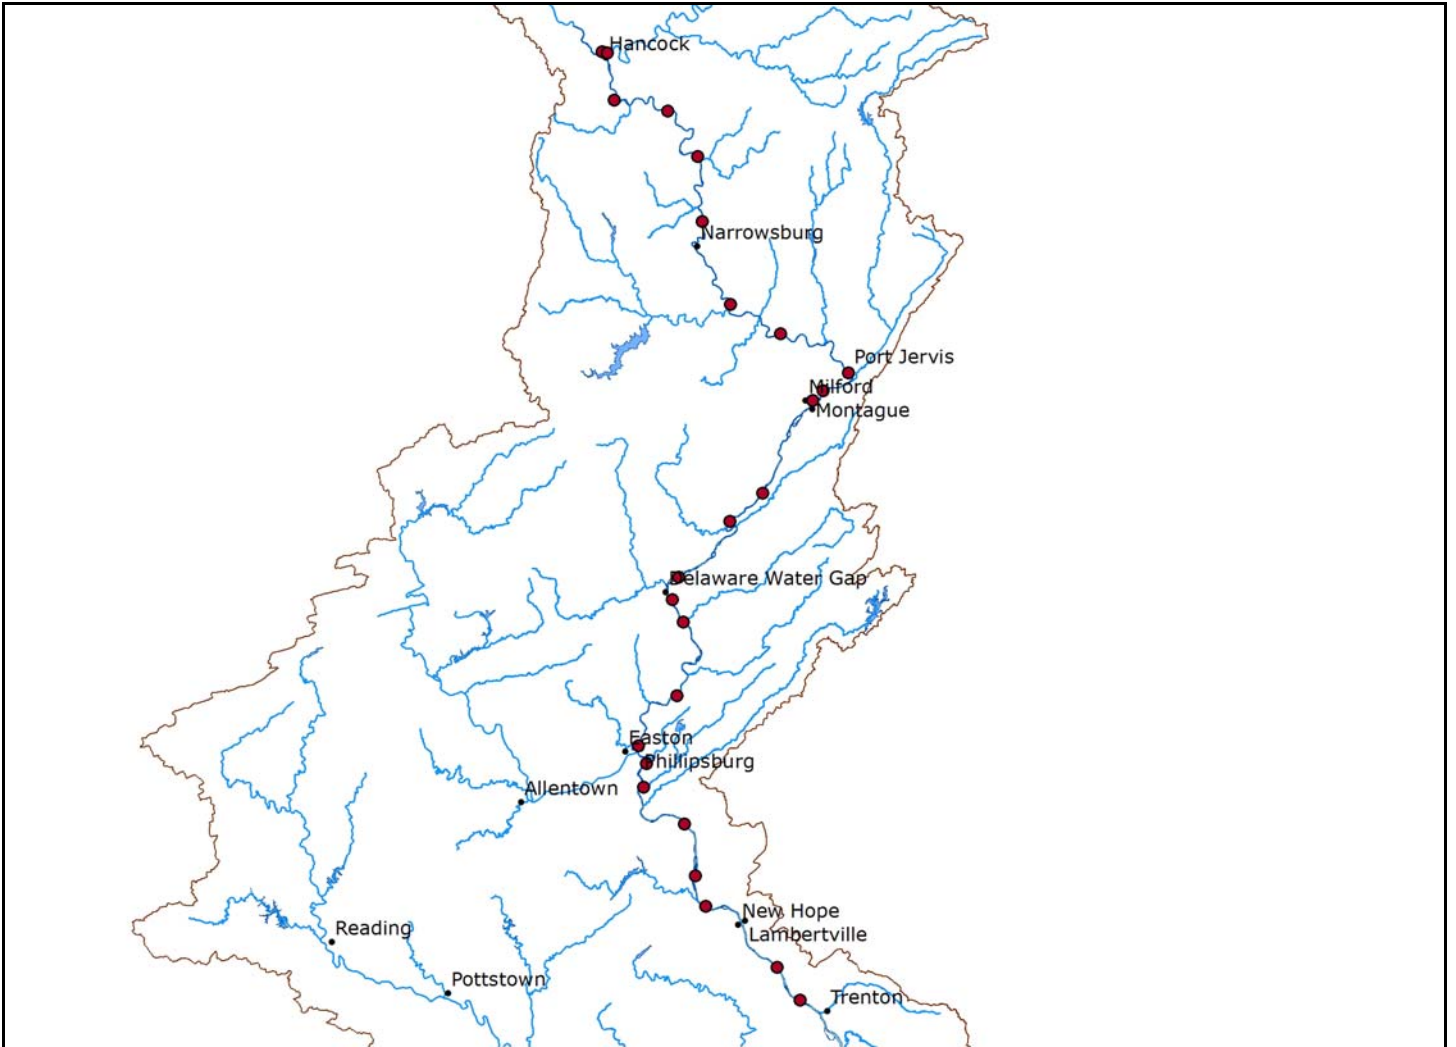 Hancock
Narrowsburg
Port Jervis
Milford
Montague
Delaware Water Gap
Easton
Phillipsburg
Allentown
New Hope
Lambertville
Reading
Pottstown
Trenton